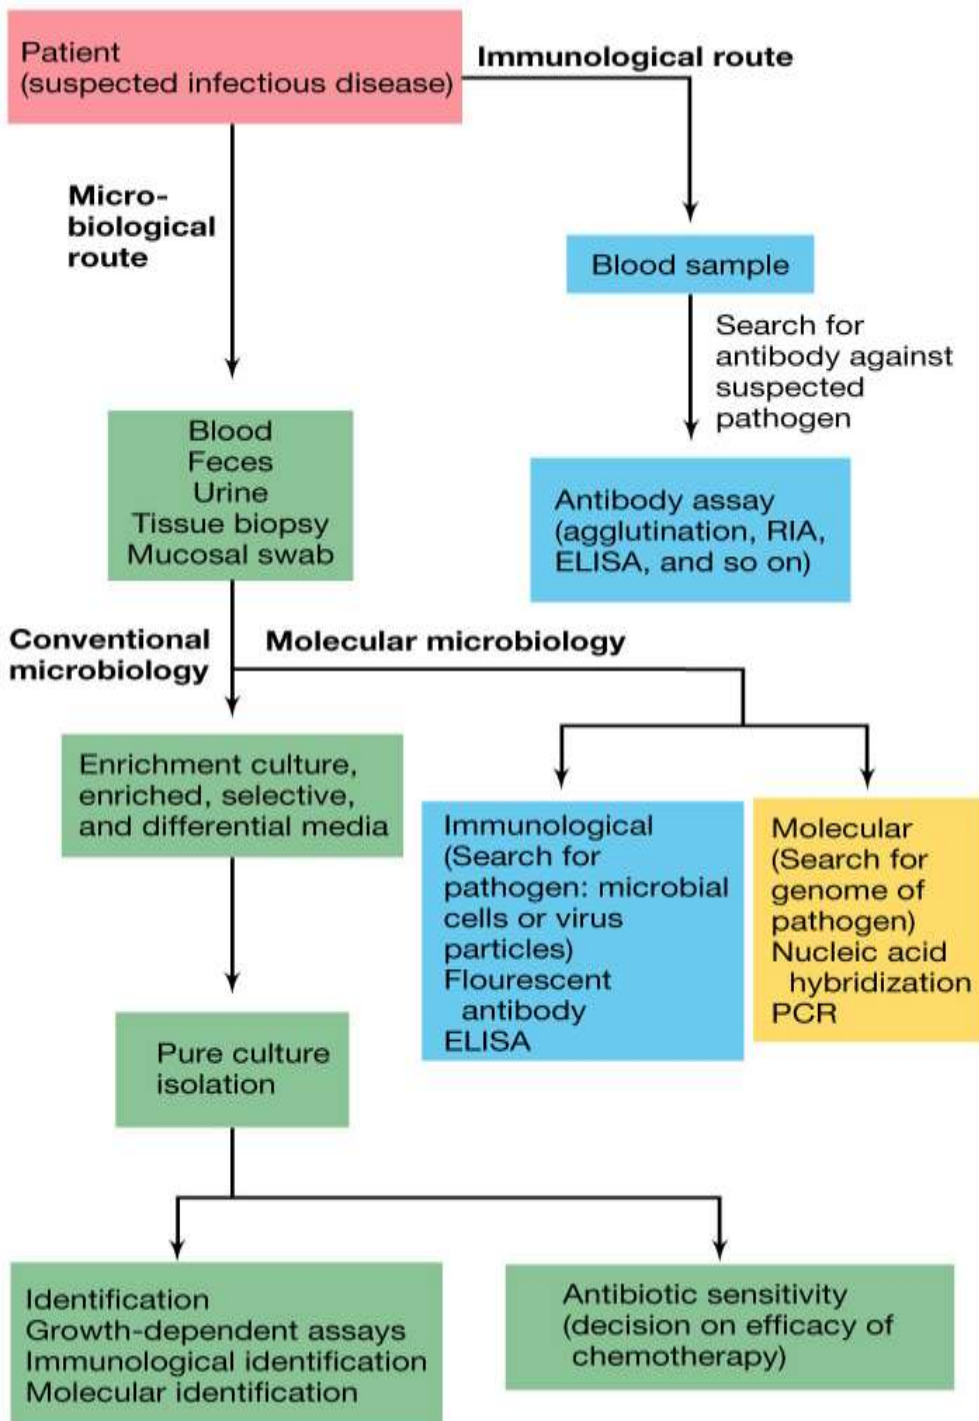 Patient
(suspected infectious disease)
Immunological route
Micro-
biological
route
Blood sample
Search for
antibody against
suspected
pathogen
Blood
Feces
Urine
Tissue biopsy
Mucosal swab
Antibody assay
(agglutination, RIA,
ELISA, and so on)
Conventional
microbiology
Molecular microbiology
Enrichment culture,
enriched, selective,
and differential media
Immunological
(Search for
pathogen: microbial
cells or virus
particles)
Flourescent
antibody
ELISA
Molecular
(Search for
genome of
pathogen)
Nucleic acid
hybridization
PCR
Pure culture
isolation
Identification
Growth-dependent assays
Immunological identification
Molecular identification
Antibiotic sensitivity
(decision on efficacy of
chemotherapy)